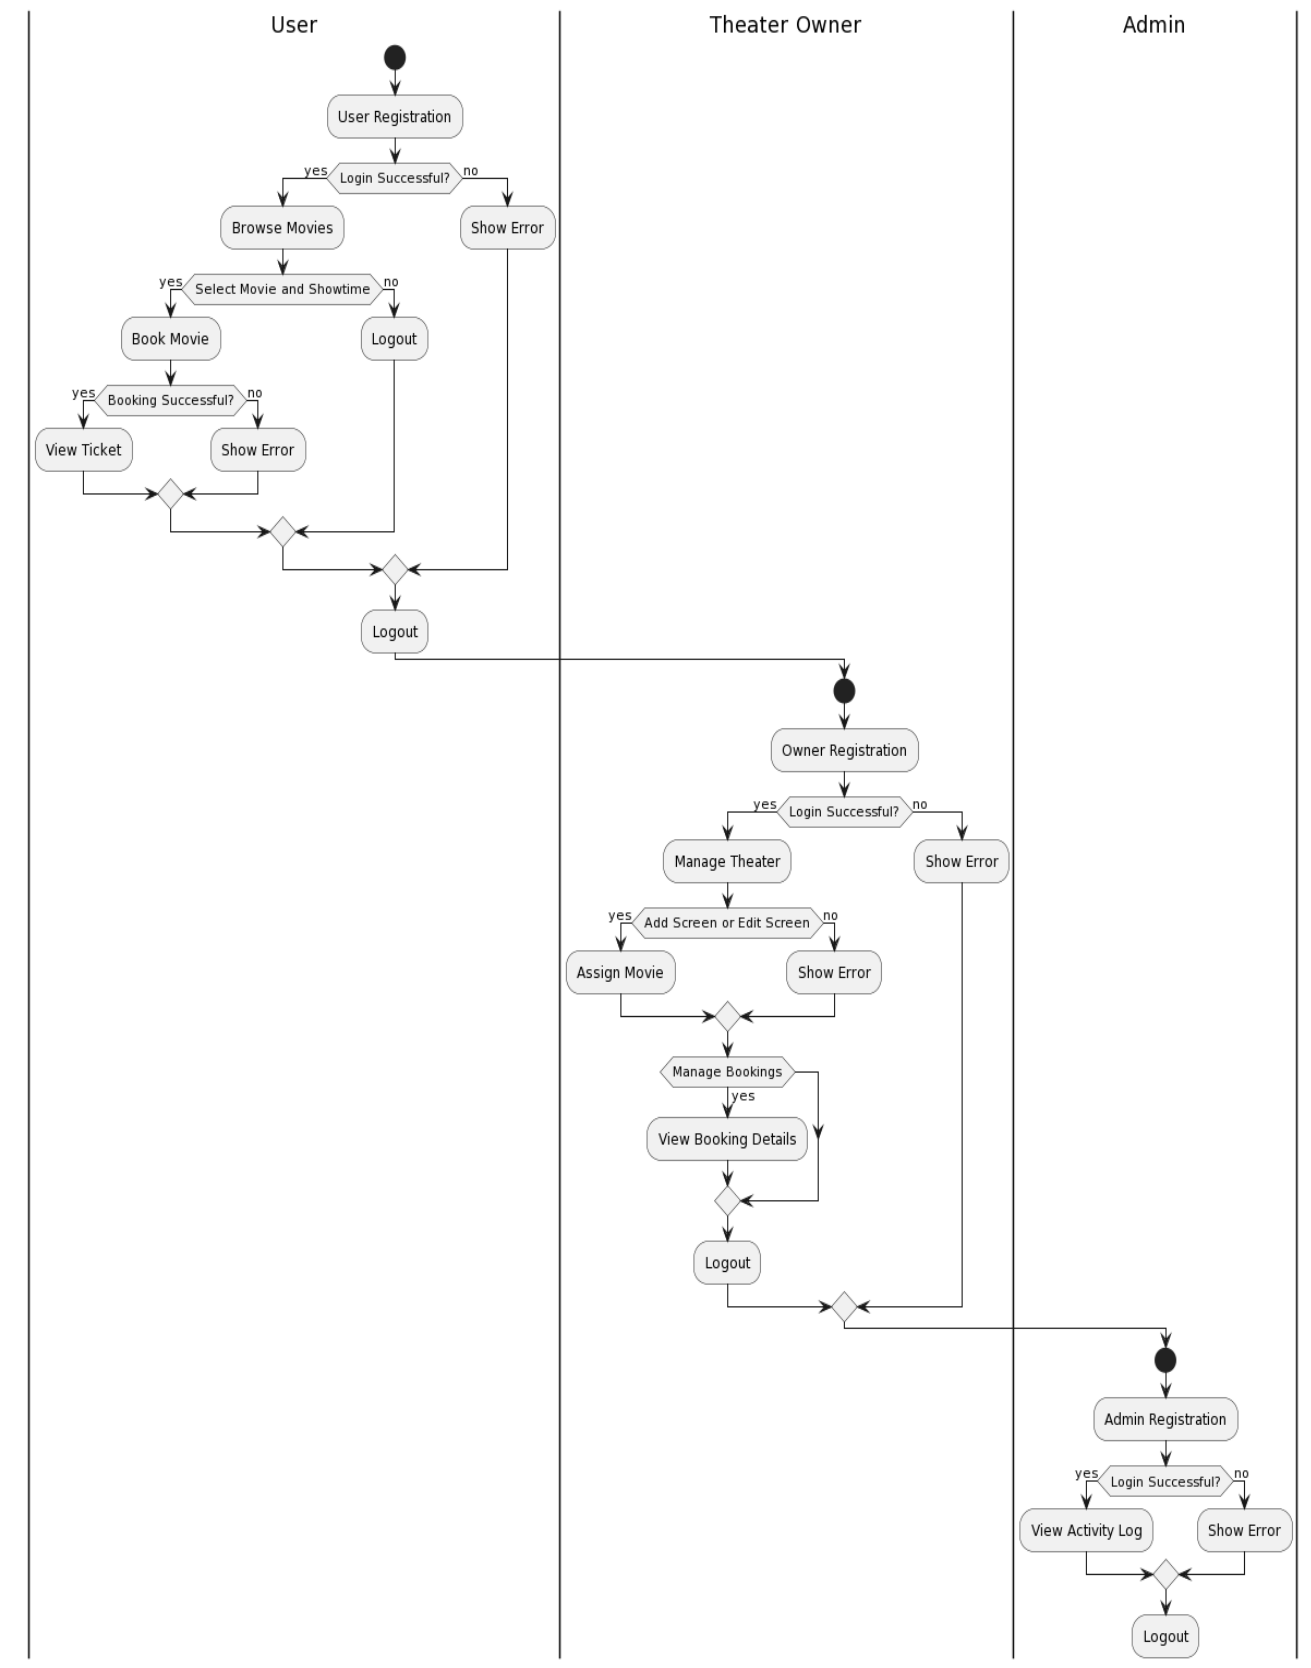 User
Theater Owner
Admin
User Registration
yes
Login Successful?
no
Browse Movies
Show Error
yes
Select Movie and Showtime
no
Book Movie
Logout
yes
Booking Successful?
no
View Ticket
Show Error
Logout
Owner Registration
yes
Login Successful?
no
Manage Theater
Show Error
yes
Add Screen or Edit Screen
no
Assign Movie
Show Error
Manage Bookings
yes
View Booking Details
Logout
Admin Registration
yes
Login Successful?
no
View Activity Log
Show Error
Logout